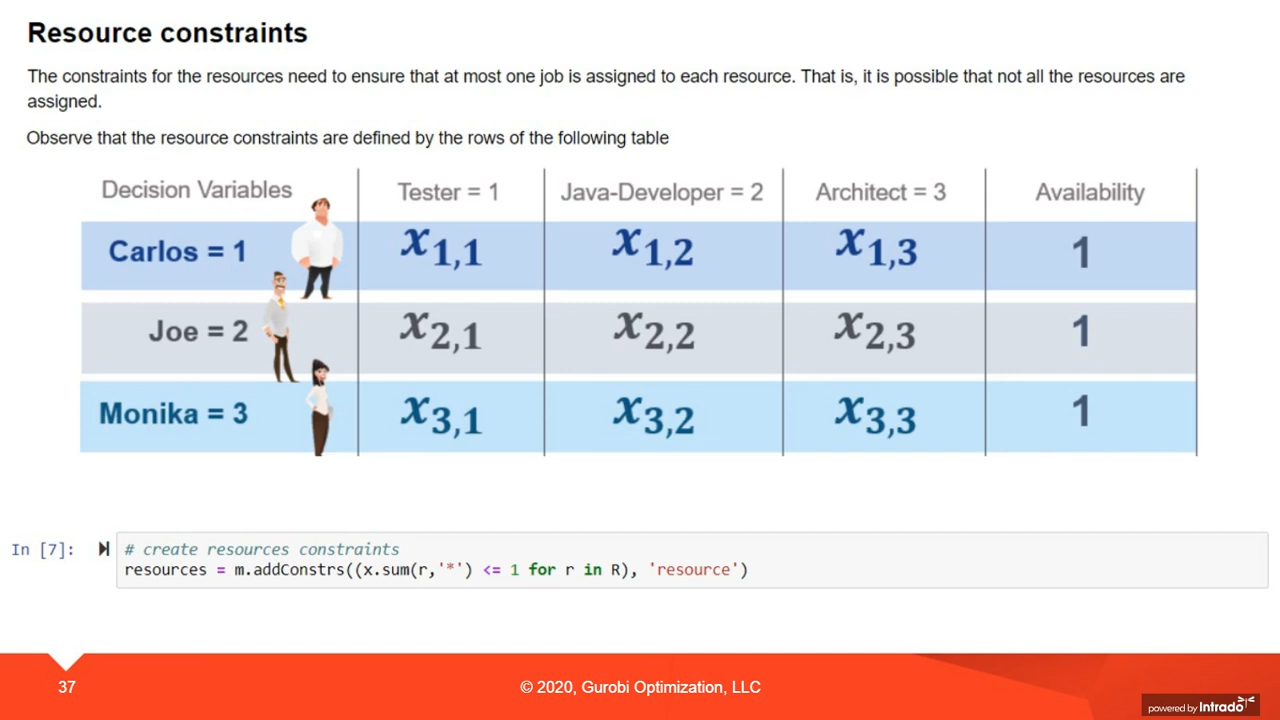 Resource constraints
The constraints for the resources need to ensure that at most one job is assigned to each resource. That is, it is possible that not all the resources are
assigned.
Observe that the resource constraints are defined by the rows of the following table
Decision Variables Tester = 1 Java-Developer = 2 Architect = 3 Availability
Carlos = 1 x1,1 x1,2 x1,3 1
Joe = 2 x2,1 x2,2 x2,3 1
Monika = 3 x3,1 x3,2 x3,3 1
In [7]: # create resources constraints
resources = m.addConstrs((x.sum(r,'*') <= 1 for r in R), 'resource')
37 © 2020, Gurobi Optimization, LLC
powered by Intrado